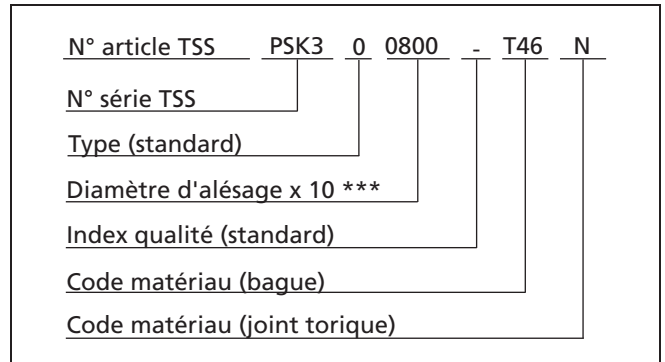 N° article TSS PSK3 0 0800 - T46 N
N° série TSS
Type (standard)
Diamètre d'alésage x 10 ***
Index qualité (standard)
Code matériau (bague)
Code matériau (joint torique)